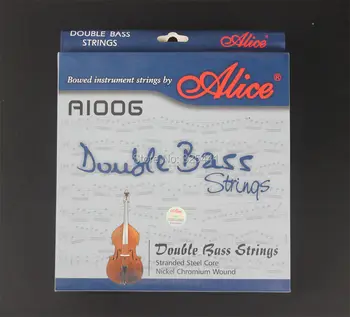 DOUBLE BASS
STRINGS
Alice®
Bowed instrument strings by
Alice®
A1006
Double Bass
Strings
Double Bass Strings
Stranded Steel Core
Nickel Chromium Wound